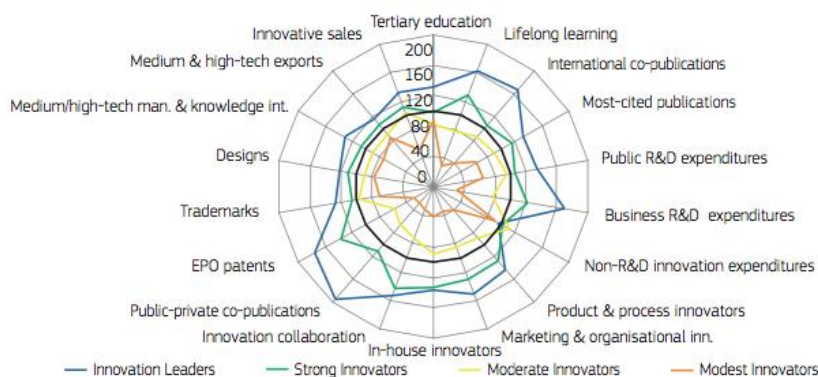 Tertiary education
Innovative sales
Lifelong learning
Medium & high-tech exports
International co-publications
Medium/high-tech man. & knowledge int.
Most-cited publications
Designs
Public R&D expenditures
Trademarks
Business R&D expenditures
EPO patents
Non-R&D innovation expenditures
Public-private co-publications
Product & process innovators
Innovation collaboration
Marketing & organisational inn.
In-house innovators
200
160
120
80
40
0
Innovation Leaders
Strong Innovators
Moderate Innovators
Modest Innovators